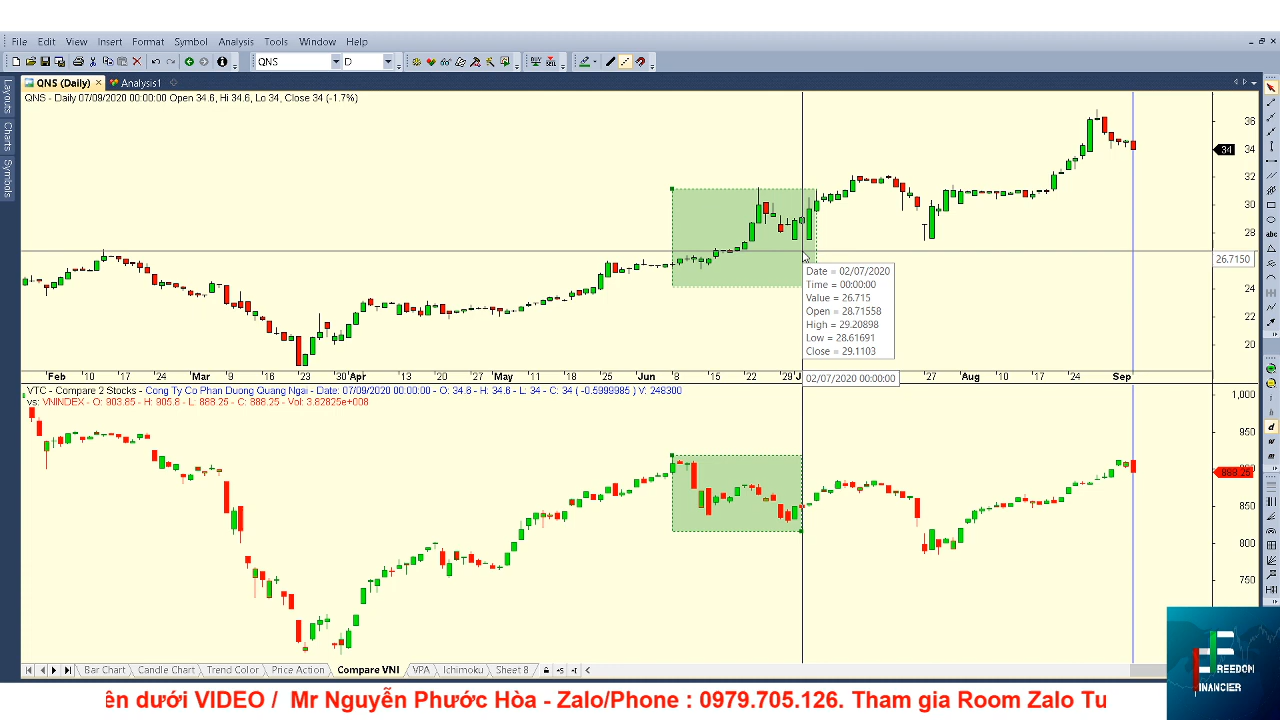 File Edit View Insert Format Symbol Analysis Tools Window Help
QNS D
QNS (Daily) Analysis1
Layouts
Charts
Symbols
QNS - Daily 07/09/2020 00:00:00 Open 34.6, Hi 34.6, Lo 34, Close 34 (-1.7%)
36
34
34
32
30
28
26.7150
24
22
20
Date = 02/07/2020
Time = 00:00:00
Value = 26.715
Open = 28.71558
High = 29.20898
Low = 28.61691
Close = 29.1103
Feb 10 17 Mar 9 16 23 30 Apr 13 20 May 11 18 25 Jun 8 15 22 29 27 Aug 10 17 24 Sep
02/07/2020 00:00:00
YTC - Compare 2 Stocks - Cong Ty Co Phan Duong Quang Ngai - Date: 07/09/2020 00:00:00 - O: 34.6 - H: 34.6 - L: 34 - C: 34 ( -0.5999985) V: 248300
vs: VNINDEX - O: 903.85 - H: 905.8 - L: 888.25 - C: 888.25 - Vol: 3.82825e+008
1,000
950
888.25
850
800
750
Bar Chart Candle Chart Trend Color Price Action Compare VNI VPA Ichimoku Sheet 8
FREEDOM
FINANCIER
ên dưới VIDEO / Mr Nguyễn Phước Hòa - Zalo/Phone : 0979.705.126. Tham gia Room Zalo Tu